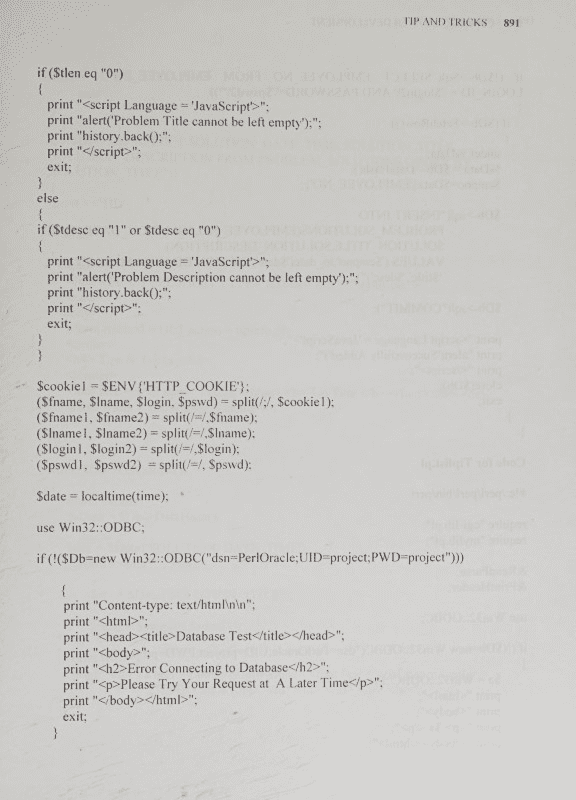 TIP AND TRICKS 891
if ($tlen eq "0")
{
print "<script Language = 'JavaScript'>";
print "alert('Problem Title cannot be left empty');";
print "history.back();";
print "</script>";
exit;
}
else
{
if ($tdesc eq "1" or $tdesc eq "0")
{
print "<script Language = 'JavaScript'>";
print "alert('Problem Description cannot be left empty');";
print "history.back();";
print "</script>";
exit;
}
}
$cookie1 = $ENV{'HTTP_COOKIE'};
($fname, $lname, $login, $pswd) = split(/;/, $cookie1);
($fname1, $fname2) = split(/=/,$fname);
($lname1, $lname2) = split(/=/,$lname);
($login1, $login2) = split(/=/,$login);
($pswd1, $pswd2) = split(/=/, $pswd);
$date = localtime(time);
use Win32::ODBC;
if (!($Db=new Win32::ODBC("dsn=PerlOracle;UID=project;PWD=project")))
{
print "Content-type: text/html\n\n";
print "<html>";
print "<head><title>Database Test</title></head>";
print "<body>";
print "<h2>Error Connecting to Database</h2>";
print "<p>Please Try Your Request at A Later Time</p>";
print "</body></html>";
exit;
}